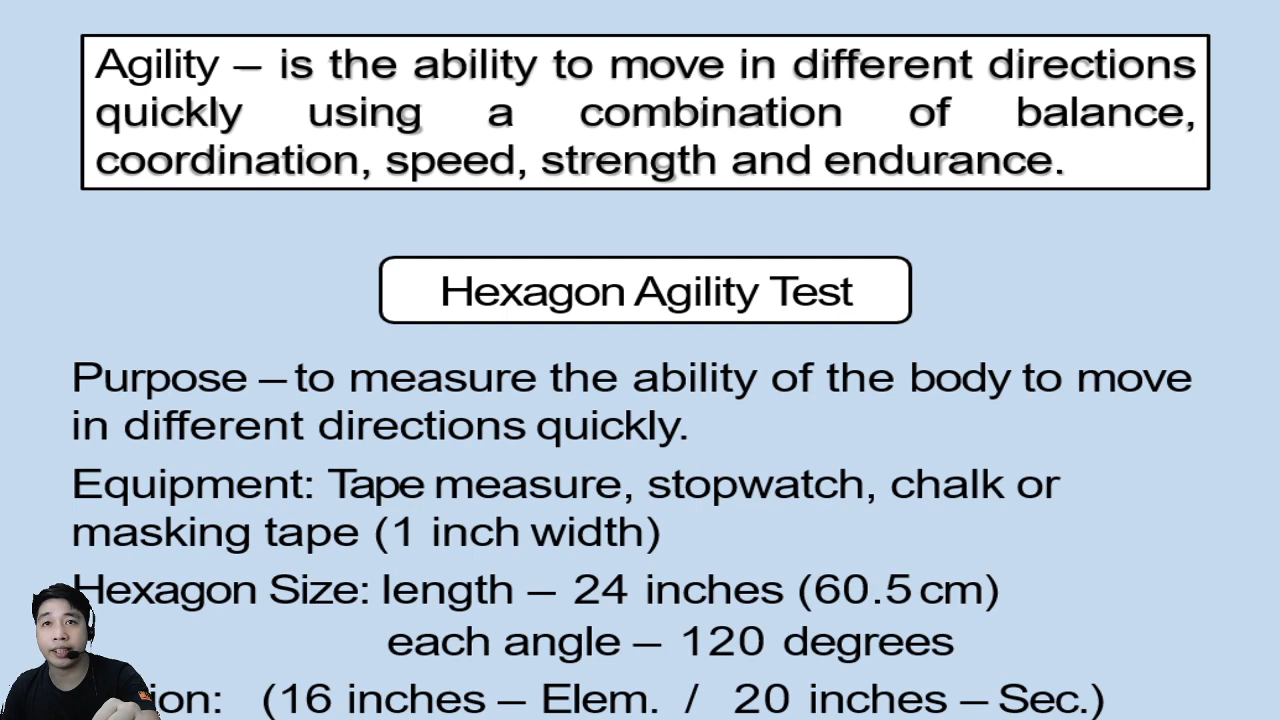 Agility – is the ability to move in different directions
quickly using a combination of balance,
coordination, speed, strength and endurance.
Hexagon Agility Test
Purpose – to measure the ability of the body to move
in different directions quickly.
Equipment: Tape measure, stopwatch, chalk or
masking tape (1 inch width)
Hexagon Size: length – 24 inches (60.5 cm)
each angle – 120 degrees
(16 inches – Elem. / 20 inches – Sec.)